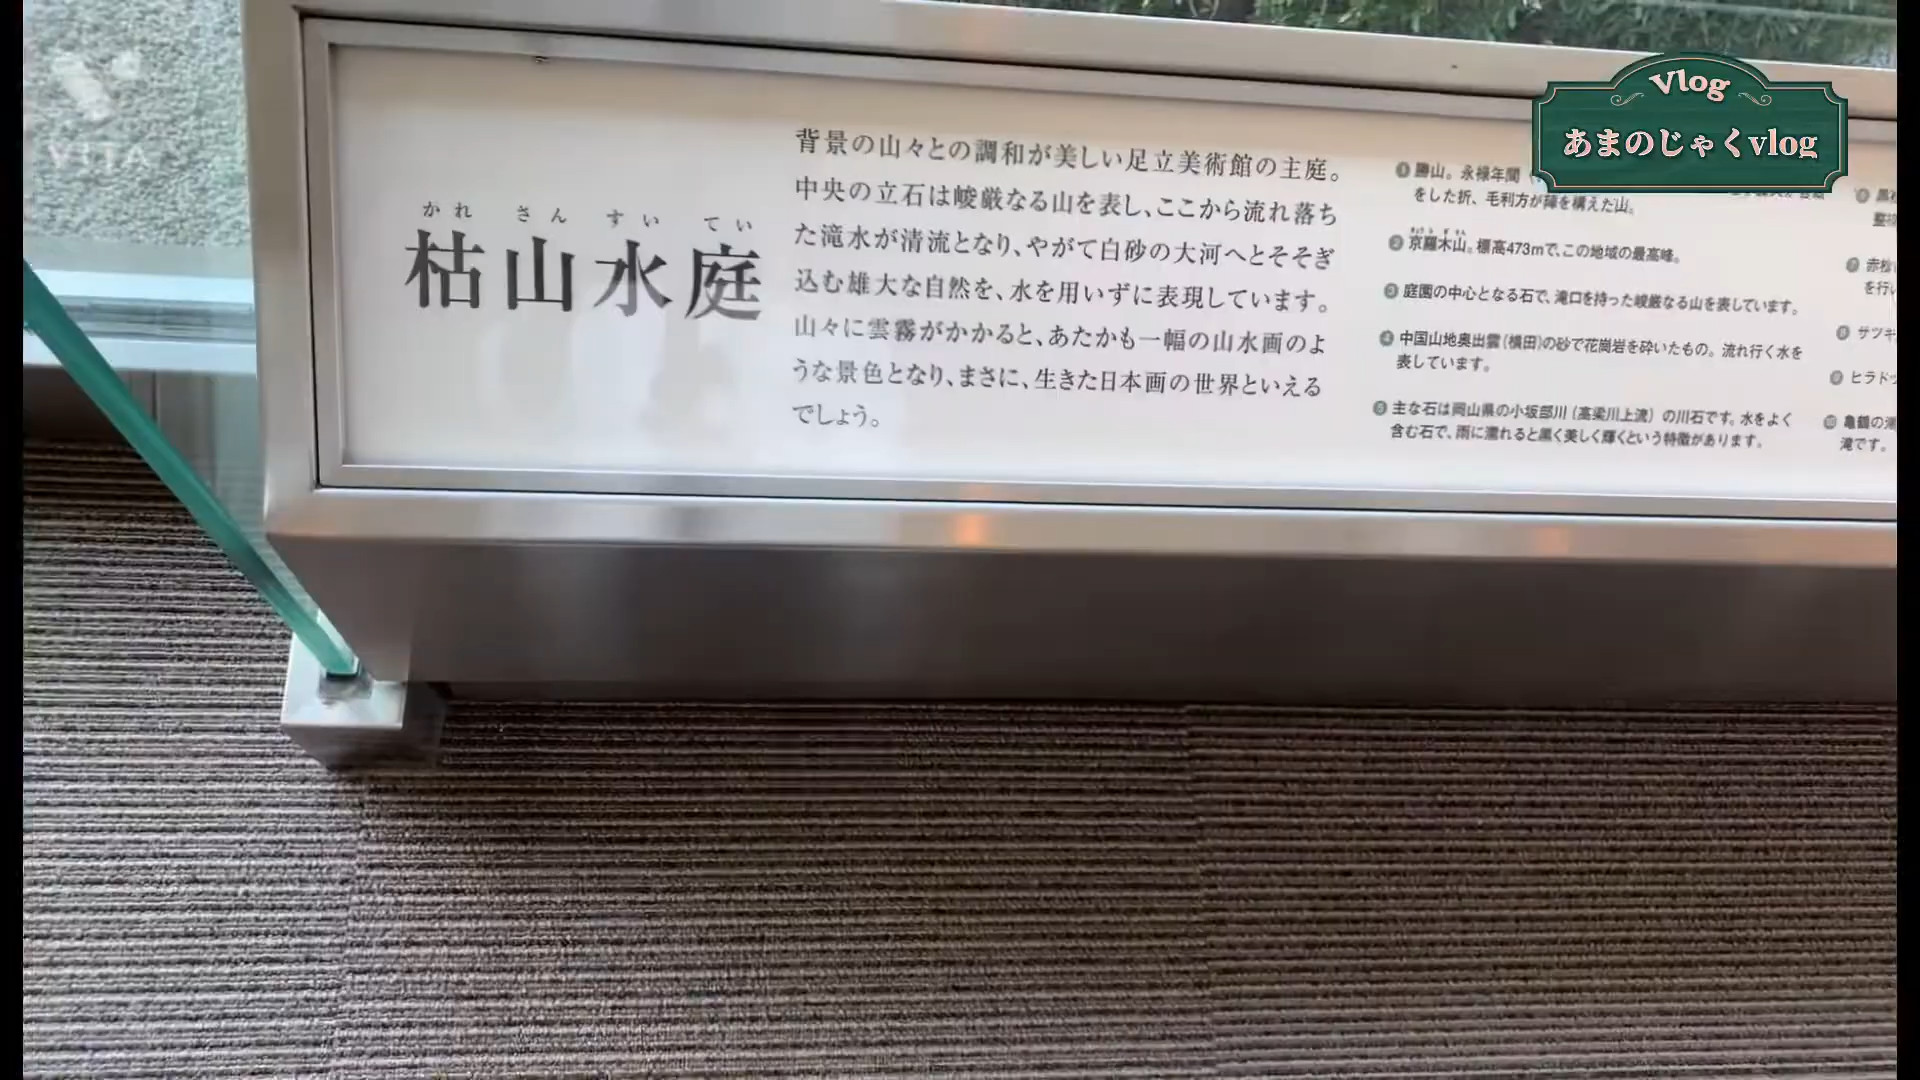 VITA
Vlog
あまのじゃくvlog
かれ さん すい てい
枯山水庭
背景の山々との調和が美しい足立美術館の主庭。
中央の立石は峻厳なる山を表し、ここから流れ落ち
た滝水が清流となり、やがて白砂の大河へとそそぎ
込む雄大な自然を、水を用いずに表現しています。
山々に雲霧がかかると、あたかも一幅の山水画のよ
うな景色となり、まさに、生きた日本画の世界といえる
でしょう。
❶ 勝山。永禄年間
をした折、毛利方が陣を構えた山。
❷ 京羅木山。標高473mで、この地域の最高峰。
❸ 庭園の中心となる石で、滝口を持った峻厳なる山を表しています。
❹ 中国山地奥出雲(横田)の砂で花崗岩を砕いたもの。流れ行く水を
表しています。
❺ 主な石は岡山県の小坂部川(高梁川上流)の川石です。水をよく
含む石で、雨に濡れると黒く美しく輝くという特徴があります。
赤松
を行い
サツキ
ヒラド
❿ 亀鶴の
滝です。